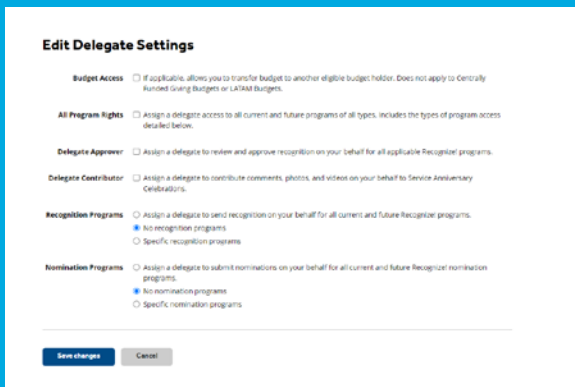 Edit Delegate Settings
Budget Access If applicable, allows you to transfer budget to another eligible budget holder. Does not apply to Centrally
Funded Giving Budgets or LATAM Budgets.
All Program Rights Assign a delegate access to all current and future programs of all types. Includes the types of program access
detailed below.
Delegate Approver Assign a delegate to review and approve recognition on your behalf for all applicable Recognize! programs.
Delegate Contributor Assign a delegate to contribute comments, photos, and videos on your behalf to Service Anniversary
Celebrations.
Recognition Programs Assign a delegate to send recognition on your behalf for all current and future Recognize! programs.
No recognition programs
Specific recognition programs
Nomination Programs Assign a delegate to submit nominations on your behalf for all current and future Recognize! nomination
programs.
No nomination programs
Specific nomination programs
Save changes Cancel